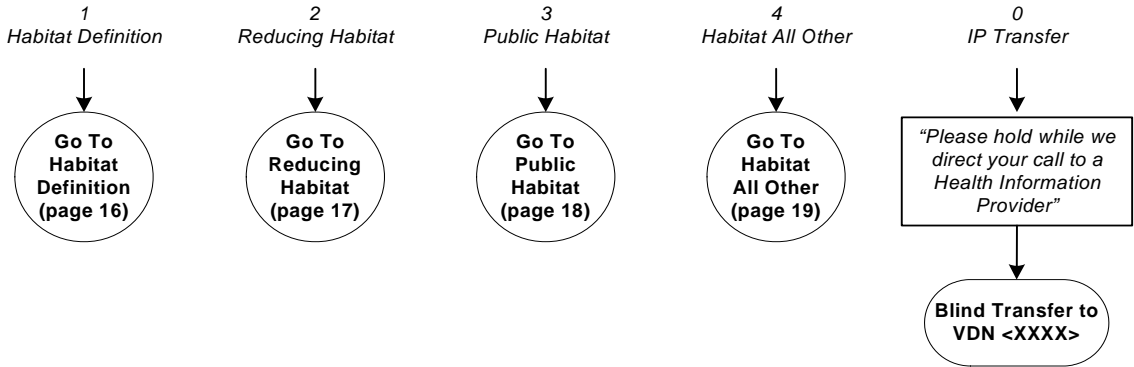 1
Habitat Definition
2
Reducing Habitat
3
Public Habitat
4
Habitat All Other
0
IP Transfer
Go To
Habitat
Definition
(page 16)
Go To
Reducing
Habitat
(page 17)
Go To
Public
Habitat
(page 18)
Go To
Habitat
All Other
(page 19)
“Please hold while we
direct your call to a
Health Information
Provider”
Blind Transfer to
VDN <XXXX>